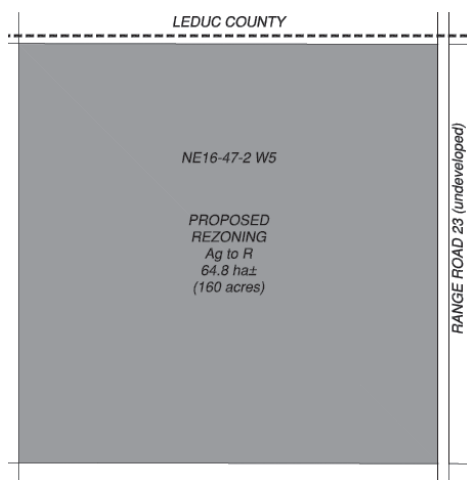 LEDUC COUNTY
NE16-47-2 W5
PROPOSED
REZONING
Ag to R
64.8 ha±
(160 acres)
RANGE ROAD 23 (undeveloped)